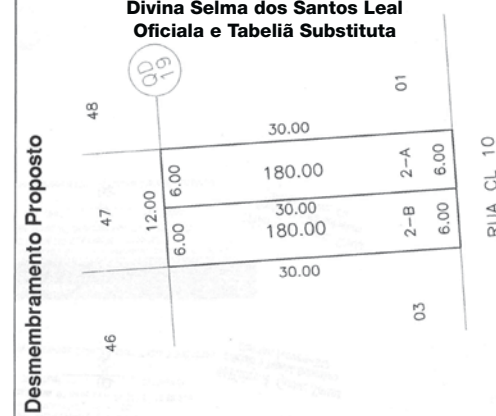 Divina Selma dos Santos Leal
Oficiala e Tabeliã Substituta
Desmembramento Proposto
QD
19
48
01
30.00
47
12.00
6.00
180.00
2-A
6.00
30.00
6.00
180.00
2-B
6.00
30.00
46
03
RUA CL 10